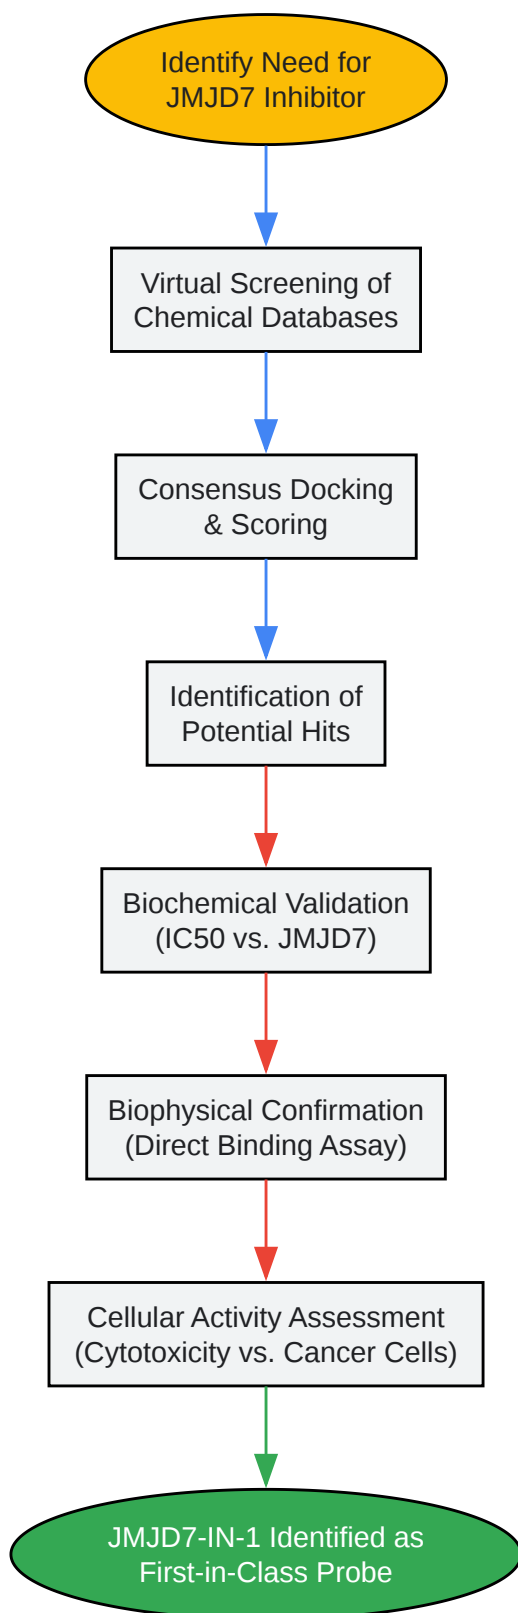 Identify Need for
JMJD7 Inhibitor
Virtual Screening of
Chemical Databases
Consensus Docking
& Scoring
Identification of
Potential Hits
Biochemical Validation
(IC50 vs. JMJD7)
Biophysical Confirmation
(Direct Binding Assay)
Cellular Activity Assessment
(Cytotoxicity vs. Cancer Cells)
JMJD7-IN-1 Identified as
First-in-Class Probe